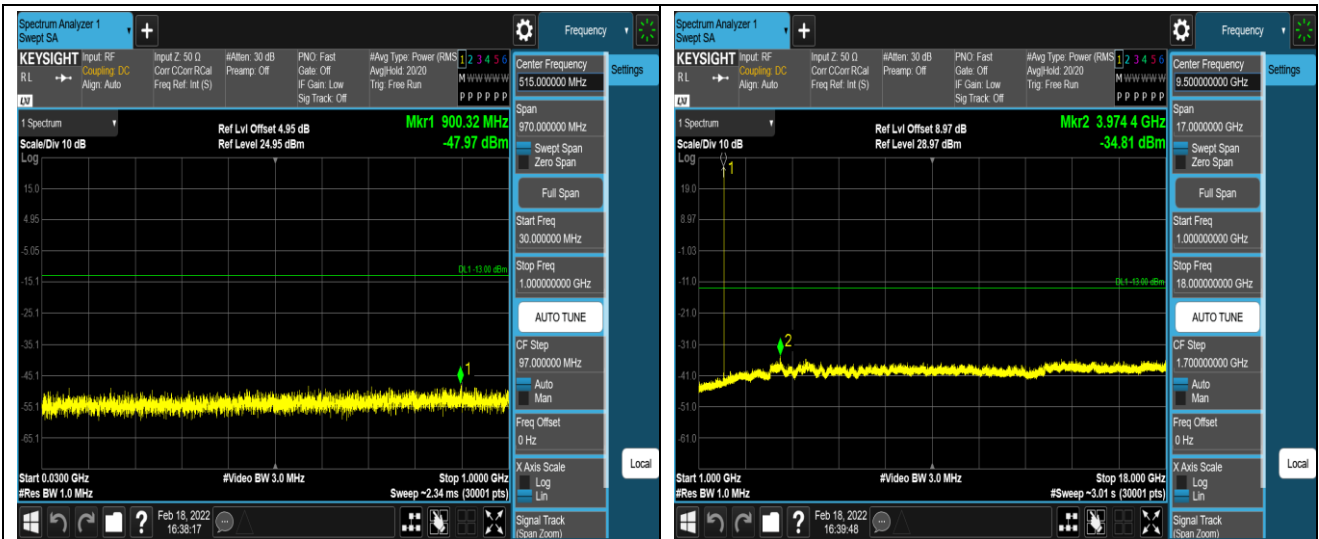 Spectrum Analyzer 1
Swept SA
+
Frequency
KEYSIGHT
Input: RF
Input Z: 50 Ω
#Atten: 30 dB
PNO: Fast
#Avg Type: Power (RMS
1 2 3 4 5 6
RL
Coupling: DC
Corr CCorr RCal
Preamp: Off
Gate: Off
Avg|Hold: 20/20
M W W W W W
Align: Auto
Freq Ref: Int (S)
IF Gain: Low
Trig: Free Run
LXI
Sig Track: Off
P P P P P P
1 Spectrum
Ref Lvl Offset 4.95 dB
Mkr1 900.32 MHz
Scale/Div 10 dB
Ref Level 24.95 dBm
-47.97 dBm
Log
15.0
4.95
-5.05
DL1 -13.00 dBm
-15.1
-25.1
-35.1
-45.1
1
-55.1
-65.1
Start 0.0300 GHz
#Video BW 3.0 MHz
Stop 1.0000 GHz
#Res BW 1.0 MHz
Sweep ~2.34 ms (30001 pts)
Center Frequency
515.000000 MHz
Settings
Span
970.000000 MHz
Swept Span
Zero Span
Full Span
Start Freq
30.000000 MHz
Stop Freq
1.000000000 GHz
AUTO TUNE
CF Step
97.000000 MHz
Auto
Man
Freq Offset
0 Hz
X Axis Scale
Log
Lin
Local
Signal Track
(Span Zoom)
?
Feb 18, 2022
16:38:17
Spectrum Analyzer 1
Swept SA
+
Frequency
KEYSIGHT
Input: RF
Input Z: 50 Ω
#Atten: 30 dB
PNO: Fast
#Avg Type: Power (RMS
1 2 3 4 5 6
RL
Coupling: DC
Corr CCorr RCal
Preamp: Off
Gate: Off
Avg|Hold: 20/20
M W W W W W
Align: Auto
Freq Ref: Int (S)
IF Gain: Low
Trig: Free Run
LXI
Sig Track: Off
P P P P P P
1 Spectrum
Ref Lvl Offset 8.97 dB
Mkr2 3.974 4 GHz
Scale/Div 10 dB
Ref Level 28.97 dBm
-34.81 dBm
Log
1
19.0
8.97
-1.03
-11.0
DL1 -13.00 dBm
-21.0
-31.0
2
-41.0
-51.0
-61.0
Start 1.000 GHz
#Video BW 3.0 MHz
Stop 18.000 GHz
#Res BW 1.0 MHz
#Sweep ~3.01 s (30001 pts)
Center Frequency
9.500000000 GHz
Settings
Span
17.0000000 GHz
Swept Span
Zero Span
Full Span
Start Freq
1.000000000 GHz
Stop Freq
18.000000000 GHz
AUTO TUNE
CF Step
1.700000000 GHz
Auto
Man
Freq Offset
0 Hz
X Axis Scale
Log
Lin
Local
Signal Track
(Span Zoom)
?
Feb 18, 2022
16:39:48